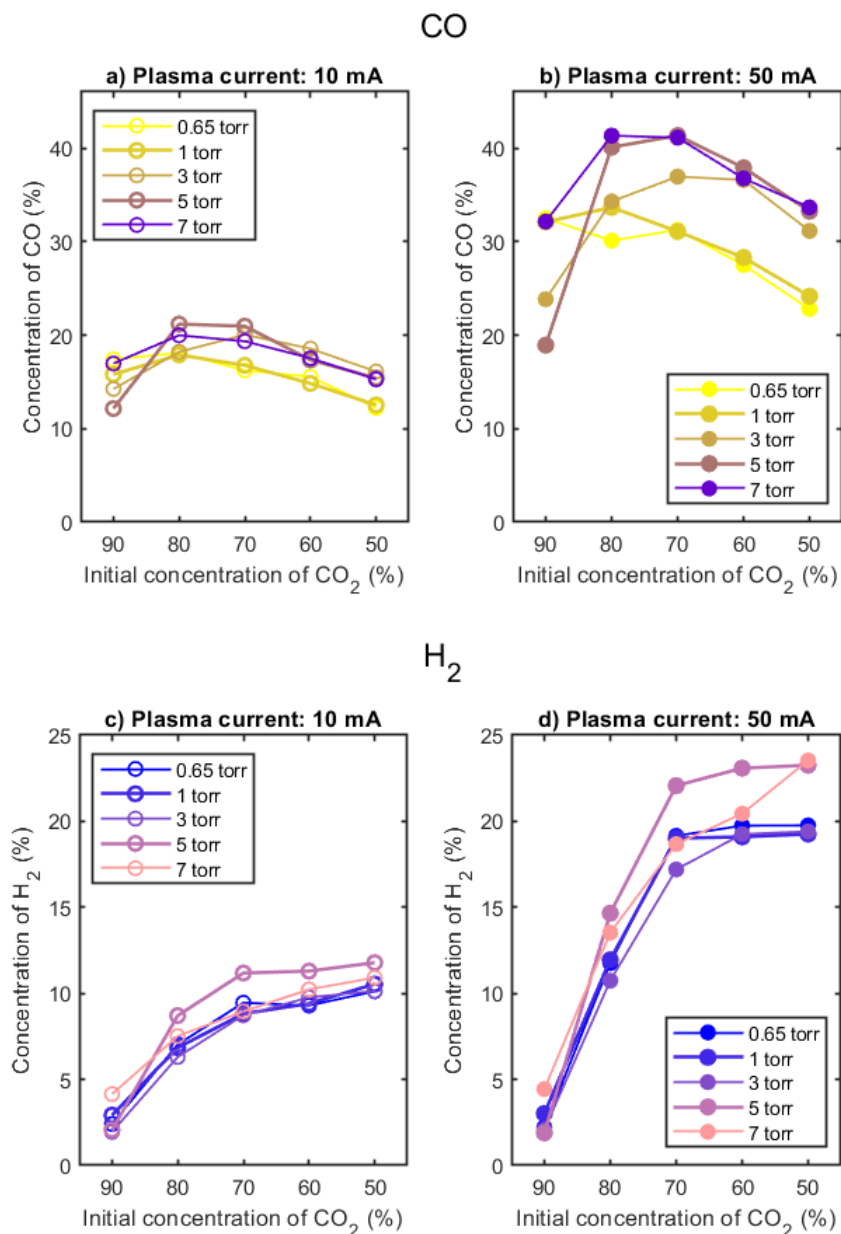 CO
a) Plasma current: 10 mA
Concentration of CO (%)
40
30
20
10
0
0.65 torr
1 torr
3 torr
5 torr
7 torr
90 80 70 60 50
Initial concentration of CO₂ (%)
b) Plasma current: 50 mA
Concentration of CO (%)
40
30
20
10
0
0.65 torr
1 torr
3 torr
5 torr
7 torr
90 80 70 60 50
Initial concentration of CO₂ (%)
H₂
c) Plasma current: 10 mA
Concentration of H₂ (%)
25
20
15
10
5
0
0.65 torr
1 torr
3 torr
5 torr
7 torr
90 80 70 60 50
Initial concentration of CO₂ (%)
d) Plasma current: 50 mA
Concentration of H₂ (%)
25
20
15
10
5
0
0.65 torr
1 torr
3 torr
5 torr
7 torr
90 80 70 60 50
Initial concentration of CO₂ (%)